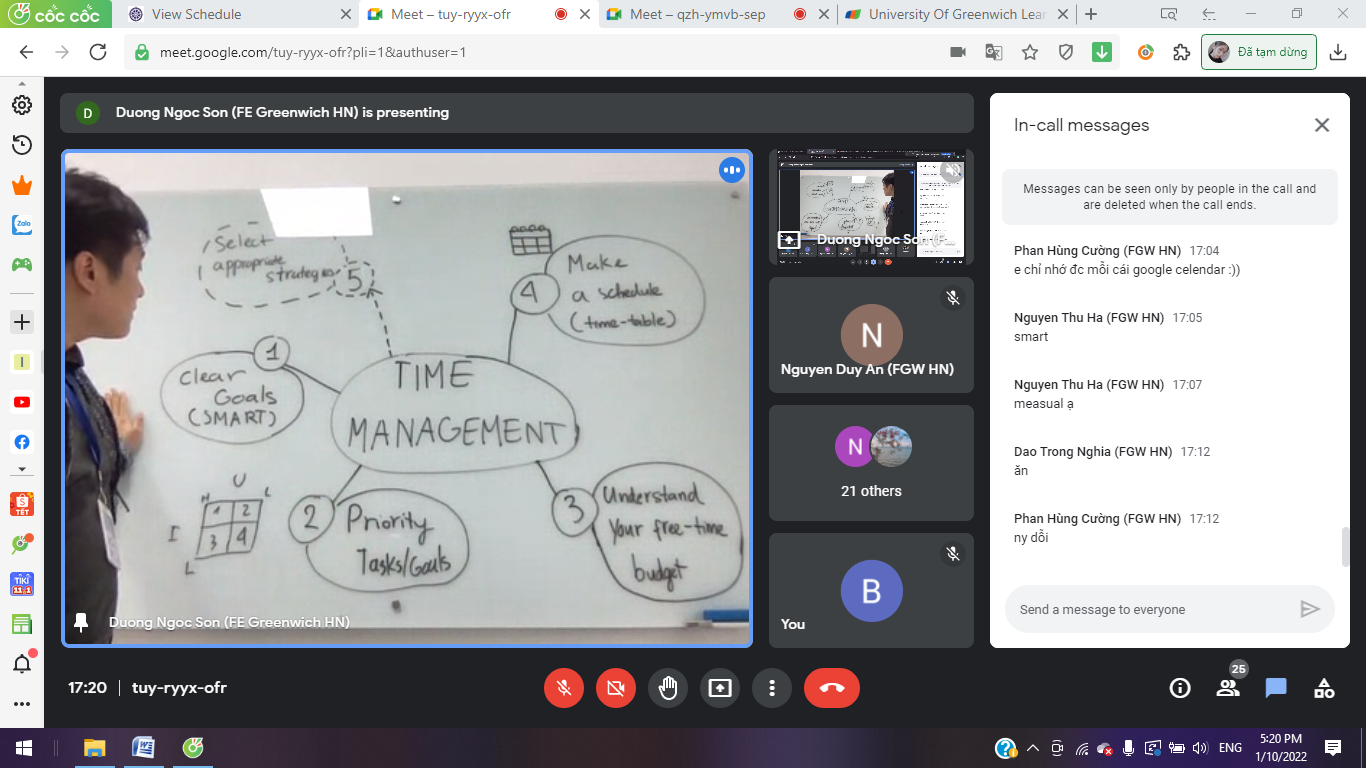 cốc cốc
View Schedule
Meet – tuy-ryyx-ofr
Meet – qzh-ymvb-sep
University Of Greenwich Lear
meet.google.com/tuy-ryyx-ofr?pli=1&authuser=1
Đã tạm dừng
D
Duong Ngoc Son (FE Greenwich HN) is presenting
Select
appropriate
strategies
5
4
Make
a schedule
(time-table)
1
Clear
Goals
(SMART)
TIME
MANAGEMENT
U
H
L
I
1 2
3 4
L
2
Priority
Tasks/Goals
3
Understand
your free-time
budget
Duong Ngoc Son (FE Greenwich HN)
Duong Ngoc Son (F...
N
Nguyen Duy An (FGW HN)
N
21 others
B
You
In-call messages
Messages can be seen only by people in the call and
are deleted when the call ends.
Phan Hùng Cường (FGW HN) 17:04
e chỉ nhớ đc mỗi cái google celendar :))
Nguyen Thu Ha (FGW HN) 17:05
smart
Nguyen Thu Ha (FGW HN) 17:07
measual ạ
Dao Trong Nghia (FGW HN) 17:12
ăn
Phan Hùng Cường (FGW HN) 17:12
ny dỗi
Send a message to everyone
Zalo
I
TẾT
TIKI
11.1
17:20 | tuy-ryyx-ofr
25
ENG
5:20 PM
1/10/2022